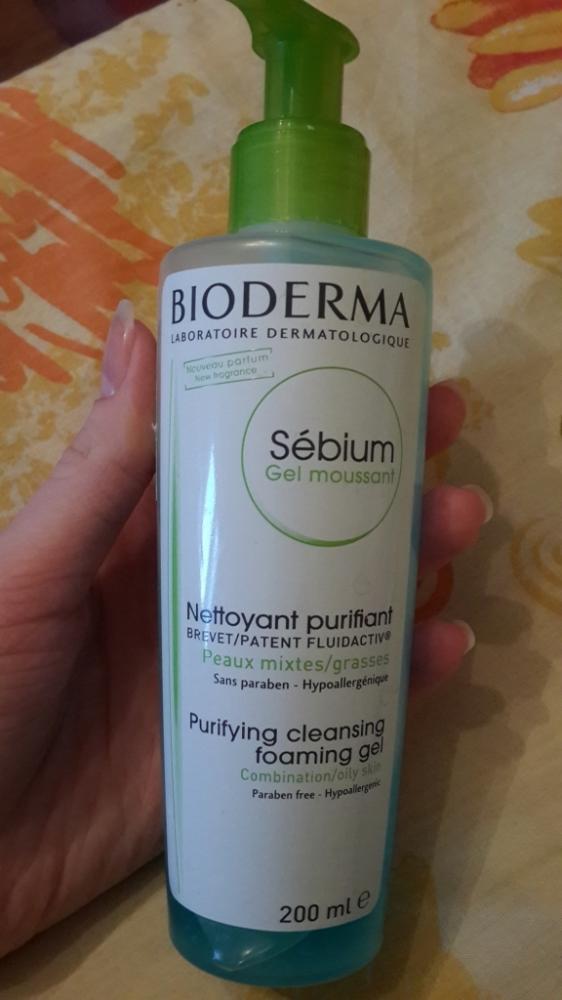 BIODERMA
LABORATOIRE DERMATOLOGIQUE
Nouveau parfum
New fragrance
Sébium
Gel moussant
Nettoyant purifiant
BREVET/PATENT FLUIDACTIV®
Peaux mixtes/grasses
Sans paraben - Hypoallergénique
Purifying cleansing
foaming gel
Combination/oily skin
Paraben free - Hypoallergenic
200 ml ℮